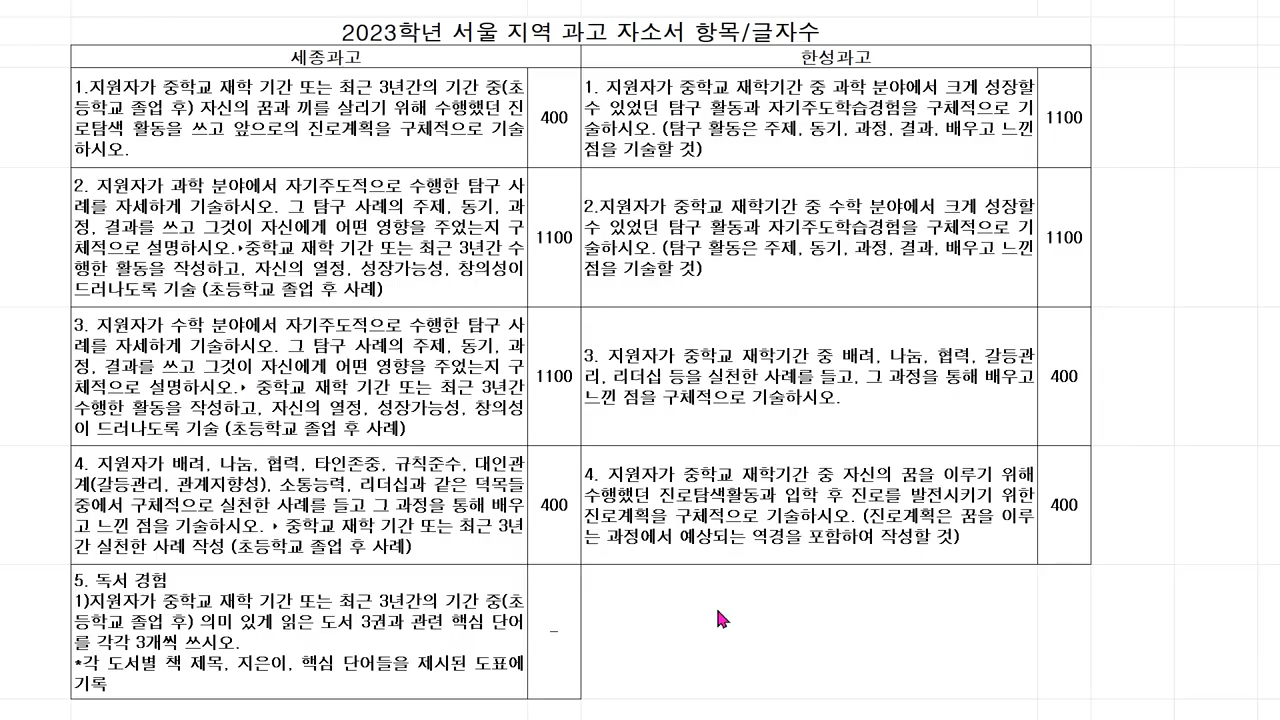 2023학년 서울 지역 과고 자소서 항목/글자수
세종과고
한성과고
1.지원자가 중학교 재학 기간 또는 최근 3년간의 기간 중(초
등학교 졸업 후) 자신의 꿈과 끼를 살리기 위해 수행했던 진
로탐색 활동을 쓰고 앞으로의 진로계획을 구체적으로 기술
하시오.
400
1. 지원자가 중학교 재학기간 중 과학 분야에서 크게 성장할
수 있었던 탐구 활동과 자기주도학습경험을 구체적으로 기
술하시오. (탐구 활동은 주제, 동기, 과정, 결과, 배우고 느낀
점을 기술할 것)
1100
2. 지원자가 과학 분야에서 자기주도적으로 수행한 탐구 사
례를 자세하게 기술하시오. 그 탐구 사례의 주제, 동기, 과
정, 결과를 쓰고 그것이 자신에게 어떤 영향을 주었는지 구
체적으로 설명하시오.‣중학교 재학 기간 또는 최근 3년간 수
행한 활동을 작성하고, 자신의 열정, 성장가능성, 창의성이
드러나도록 기술 (초등학교 졸업 후 사례)
1100
2.지원자가 중학교 재학기간 중 수학 분야에서 크게 성장할
수 있었던 탐구 활동과 자기주도학습경험을 구체적으로 기
술하시오. (탐구 활동은 주제, 동기, 과정, 결과, 배우고 느낀
점을 기술할 것)
1100
3. 지원자가 수학 분야에서 자기주도적으로 수행한 탐구 사
례를 자세하게 기술하시오. 그 탐구 사례의 주제, 동기, 과
정, 결과를 쓰고 그것이 자신에게 어떤 영향을 주었는지 구
체적으로 설명하시오.‣ 중학교 재학 기간 또는 최근 3년간
수행한 활동을 작성하고, 자신의 열정, 성장가능성, 창의성
이 드러나도록 기술 (초등학교 졸업 후 사례)
1100
3. 지원자가 중학교 재학기간 중 배려, 나눔, 협력, 갈등관
리, 리더십 등을 실천한 사례를 들고, 그 과정을 통해 배우고
느낀 점을 구체적으로 기술하시오.
400
4. 지원자가 배려, 나눔, 협력, 타인존중, 규칙준수, 대인관
계(갈등관리, 관계지향성), 소통능력, 리더십과 같은 덕목들
중에서 구체적으로 실천한 사례를 들고 그 과정을 통해 배우
고 느낀 점을 기술하시오. ‣ 중학교 재학 기간 또는 최근 3년
간 실천한 사례 작성 (초등학교 졸업 후 사례)
400
4. 지원자가 중학교 재학기간 중 자신의 꿈을 이루기 위해
수행했던 진로탐색활동과 입학 후 진로를 발전시키기 위한
진로계획을 구체적으로 기술하시오. (진로계획은 꿈을 이루
는 과정에서 예상되는 역경을 포함하여 작성할 것)
400
5. 독서 경험
1)지원자가 중학교 재학 기간 또는 최근 3년간의 기간 중(초
등학교 졸업 후) 의미 있게 읽은 도서 3권과 관련 핵심 단어
를 각각 3개씩 쓰시오.
*각 도서별 책 제목, 지은이, 핵심 단어들을 제시된 도표에
기록
–